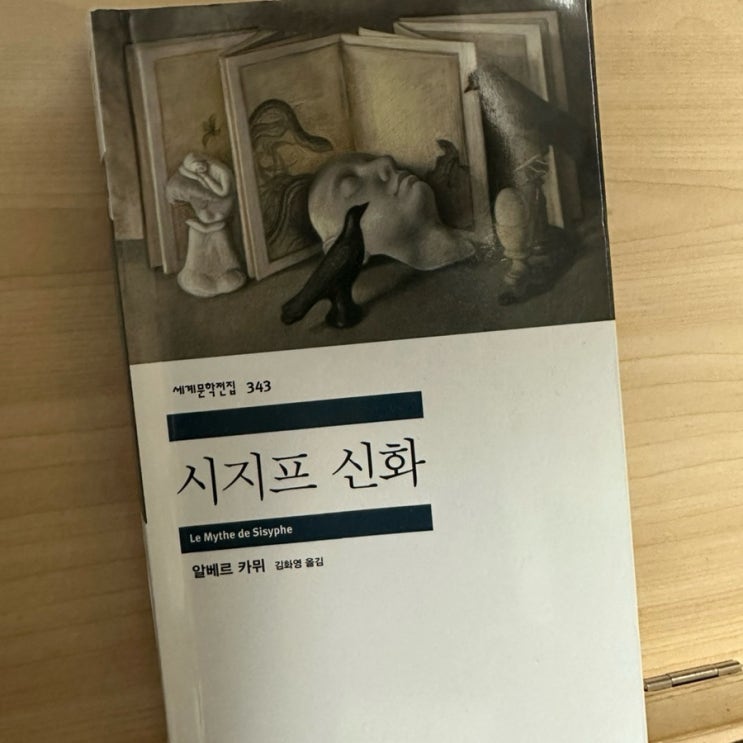 세계문학전집 343
시지프 신화
Le Mythe de Sisyphe
알베르 카뮈 김화영 옮김